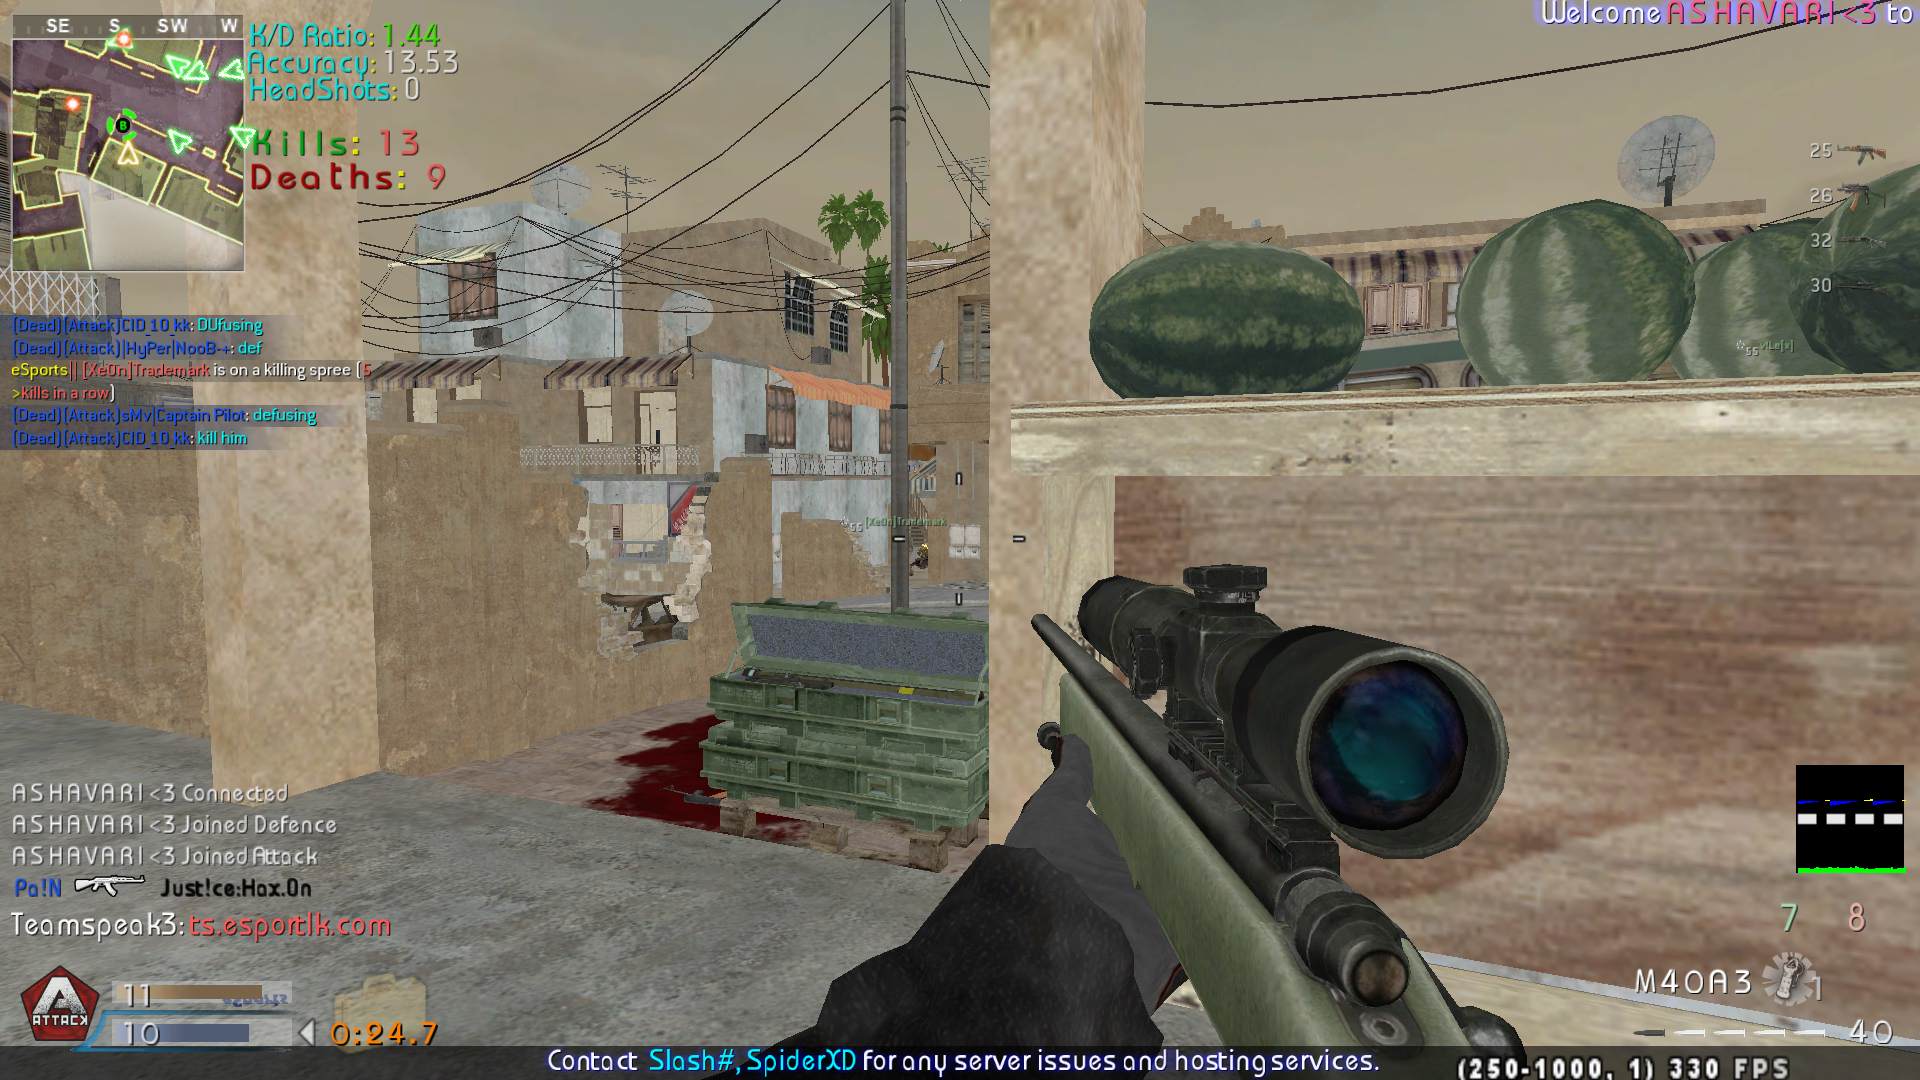 SE S SW W
K/D Ratio: 1.44
Accuracy: 13.53
HeadShots: 0
Kills: 13
Deaths: 9
B
Welcome A S H A V A R I <3 to
25
26
32
30
[Dead][Attack]CID 10 kk: DUfusing
[Dead][Attack]|HyPer|NooB-+: def
eSports|| [Xe0n]Trademark is on a killing spree (5
>kills in a row)
[Dead][Attack]sMv|Captain Pilot: defusing
[Dead][Attack]CID 10 kk: kill him
55
55 [Xe0n]Trademark
A S H A V A R I <3 Connected
A S H A V A R I <3 Joined Defence
A S H A V A R I <3 Joined Attack
Pa!N Just!ce:Hax.0n
Teamspeak3: ts.esportlk.com
7 8
M40A3 1
40
A
ATTACK
11
10
0:24.7
Contact Slash#, SpiderXD for any server issues and hosting services.
(250-1000, 1) 330 FPS